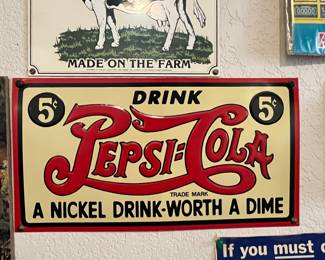 MADE ON THE FARM
DRINK
5¢ 5¢
PEPSI=COLA
TRADE MARK
A NICKEL DRINK-WORTH A DIME
If you must